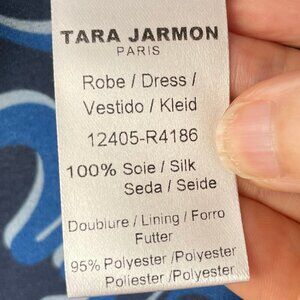 TARA JARMON
PARIS
Robe / Dress /
Vestido / Kleid
12405-R4186
100% Soie / Silk
Seda / Seide
Doublure / Lining / Forro
Futter
95% Polyester /Polyester
Poliester /Polyester